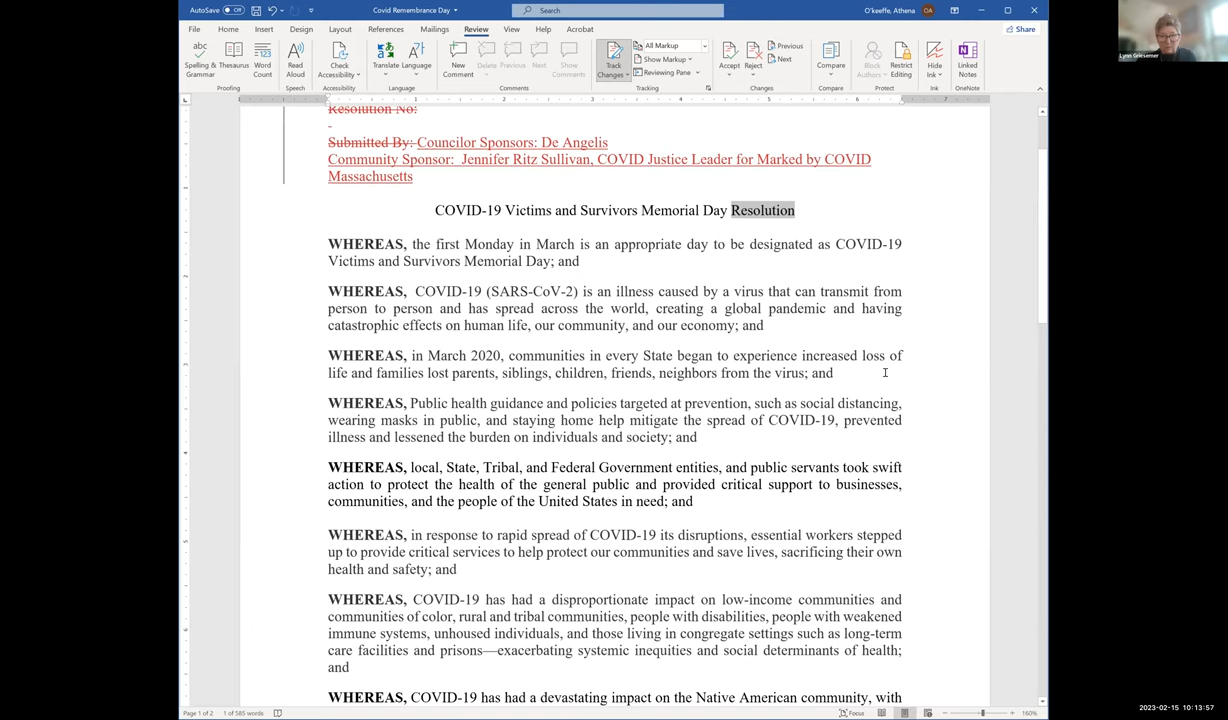 AutoSave Off Covid Remembrance Day Search O'keeffe, Athena OA
File Home Insert Design Layout References Mailings Review View Help Acrobat Share
Spelling & Grammar Thesaurus Word Count Read Aloud Check Accessibility Translate Language New Comment Delete Previous Next Show Comments Track Changes All Markup Show Markup Reviewing Pane Accept Reject Previous Next Compare Block Authors Restrict Editing Hide Ink Linked Notes
Proofing Speech Accessibility Language Comments Tracking Changes Compare Protect Ink OneNote
Lynn Griesemer
1 2 3 4 5 6 7
Resolution No:
-
Submitted By: Councilor Sponsors: De Angelis
Community Sponsor: Jennifer Ritz Sullivan, COVID Justice Leader for Marked by COVID
Massachusetts
COVID-19 Victims and Survivors Memorial Day Resolution
WHEREAS, the first Monday in March is an appropriate day to be designated as COVID-19
Victims and Survivors Memorial Day; and
WHEREAS, COVID-19 (SARS-CoV-2) is an illness caused by a virus that can transmit from
person to person and has spread across the world, creating a global pandemic and having
catastrophic effects on human life, our community, and our economy; and
WHEREAS, in March 2020, communities in every State began to experience increased loss of
life and families lost parents, siblings, children, friends, neighbors from the virus; and
WHEREAS, Public health guidance and policies targeted at prevention, such as social distancing,
wearing masks in public, and staying home help mitigate the spread of COVID-19, prevented
illness and lessened the burden on individuals and society; and
WHEREAS, local, State, Tribal, and Federal Government entities, and public servants took swift
action to protect the health of the general public and provided critical support to businesses,
communities, and the people of the United States in need; and
WHEREAS, in response to rapid spread of COVID-19 its disruptions, essential workers stepped
up to provide critical services to help protect our communities and save lives, sacrificing their own
health and safety; and
WHEREAS, COVID-19 has had a disproportionate impact on low-income communities and
communities of color, rural and tribal communities, people with disabilities, people with weakened
immune systems, unhoused individuals, and those living in congregate settings such as long-term
care facilities and prisons—exacerbating systemic inequities and social determinants of health;
and
WHEREAS, COVID-19 has had a devastating impact on the Native American community, with
Page 1 of 2 1 of 585 words Focus 160%
2023-02-15 10:13:57